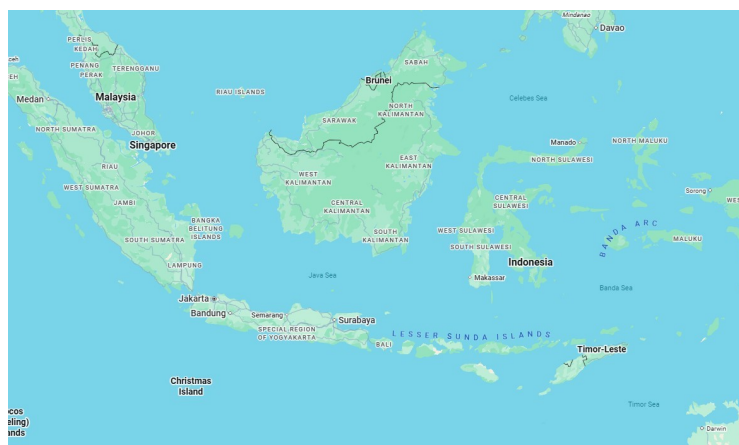 Mindanao
Davao
PERLIS
KEDAH
PENANG
PERAK
TERENGGANU
SABAH
Brunei
Medan
Malaysia
RIAU ISLANDS
Celebes Sea
NORTH
KALIMANTAN
SARAWAK
NORTH SUMATRA
JOHOR
Singapore
Manado
NORTH MALUKU
NORTH SULAWESI
RIAU
WEST
KALIMANTAN
EAST
KALIMANTAN
Sorong
WEST SUMATRA
JAMBI
CENTRAL
KALIMANTAN
CENTRAL
SULAWESI
BANGKA
BELITUNG
ISLANDS
SOUTH SUMATRA
SOUTH
KALIMANTAN
WEST SULAWESI
SOUTH SULAWESI
BANDA ARC
MALUKU
LAMPUNG
Indonesia
Java Sea
Makassar
Banda Sea
Jakarta
Bandung
Semarang
Surabaya
SPECIAL REGION
OF YOGYAKARTA
BALI
LESSER SUNDA ISLANDS
Timor-Leste
Christmas
Island
Timor Sea
ocos
eling)
ands
Darwin